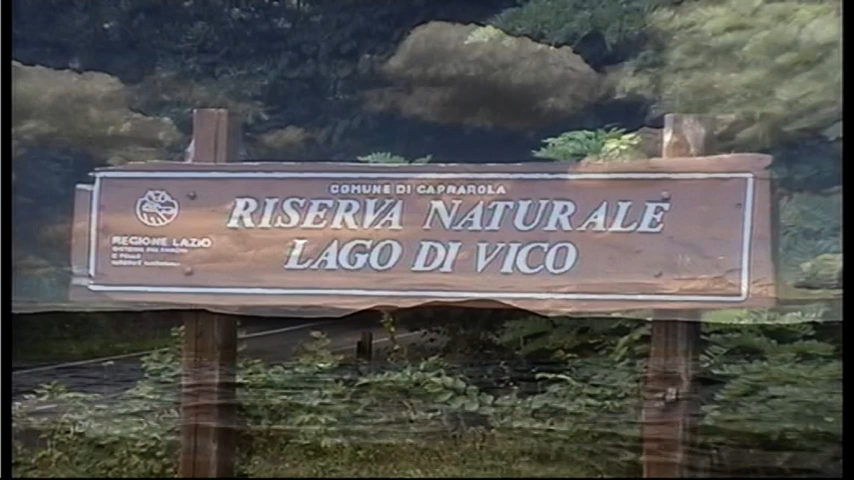 COMUNE DI CAPRAROLA
RISERVA NATURALE
LAGO DI VICO
REGIONE LAZIO